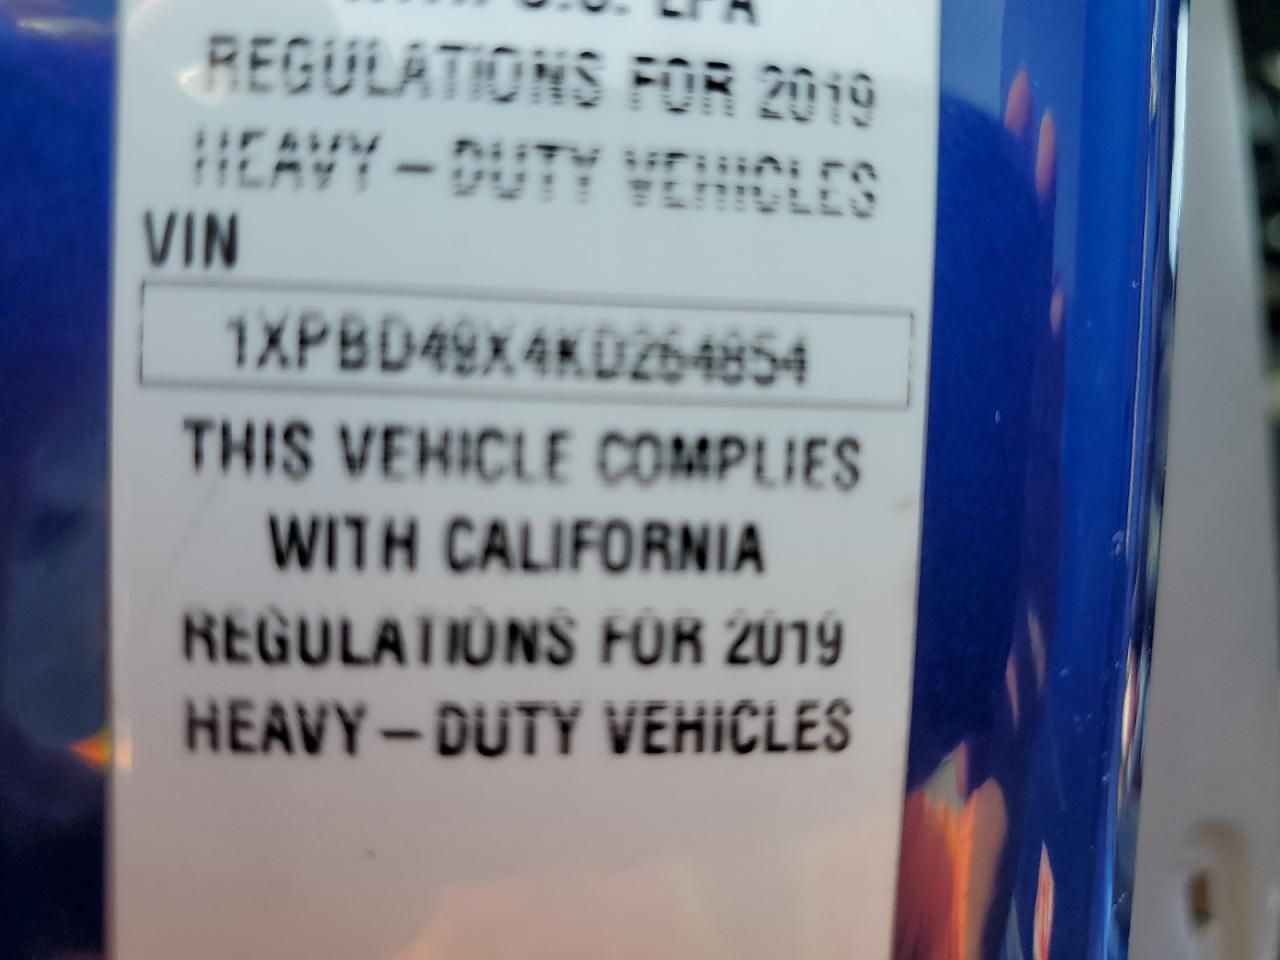 U.S. EPA
REGULATIONS FOR 2019
HEAVY-DUTY VEHICLES
VIN
1XPBD49X4KD264854
THIS VEHICLE COMPLIES
WITH CALIFORNIA
REGULATIONS FOR 2019
HEAVY-DUTY VEHICLES